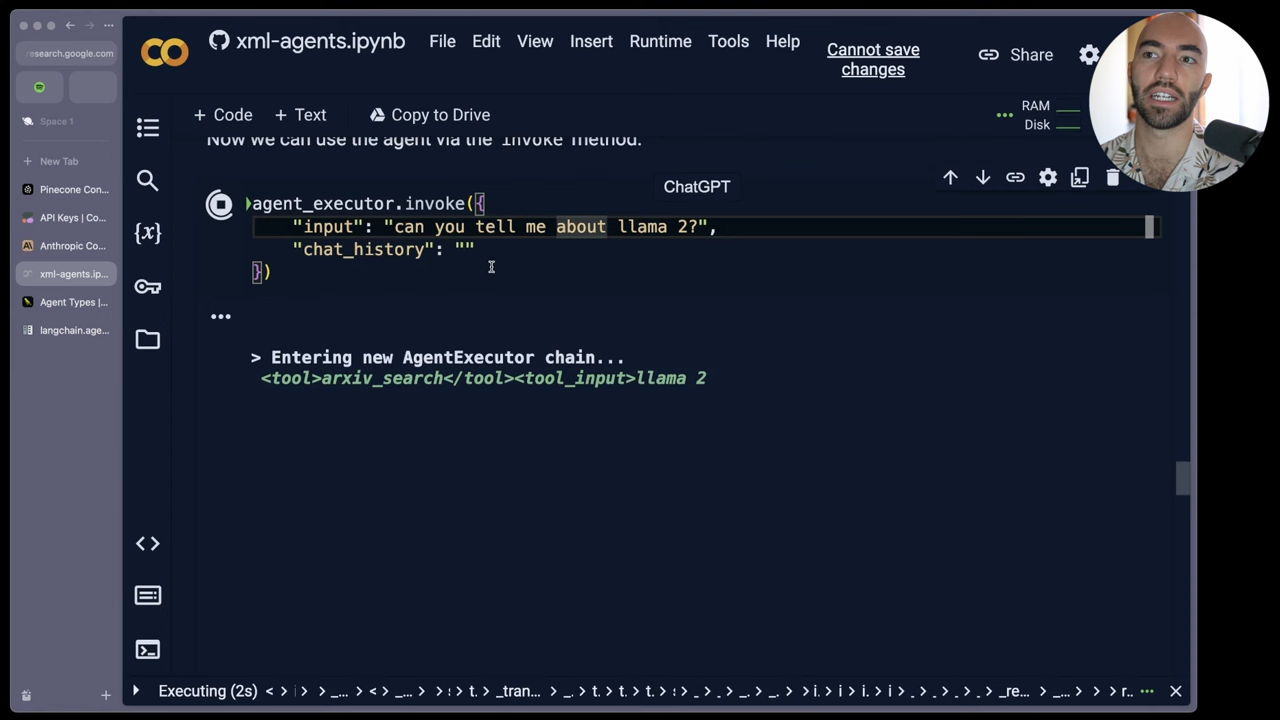 esearch.google.com
Space 1
New Tab
Pinecone Con...
API Keys | Co...
Anthropic Co...
xml-agents.ip...
Agent Types |...
langchain.age...
xml-agents.ipynb
File Edit View Insert Runtime Tools Help
Cannot save
changes
Share
+ Code + Text Copy to Drive
RAM
Disk
Now we can use the agent via the invoke method.
ChatGPT
agent_executor.invoke({
"input": "can you tell me about llama 2?",
"chat_history": ""
})
> Entering new AgentExecutor chain...
<tool>arxiv_search</tool><tool_input>llama 2
Executing (2s) < > i > > _... > < > _... > > s > t. > _tran... > _. > t. > t. > t. > s > _ > _ > _. > _. > i. > i > i > i. > i > _ > _ > _ > _re... > _... > > > r.. ...